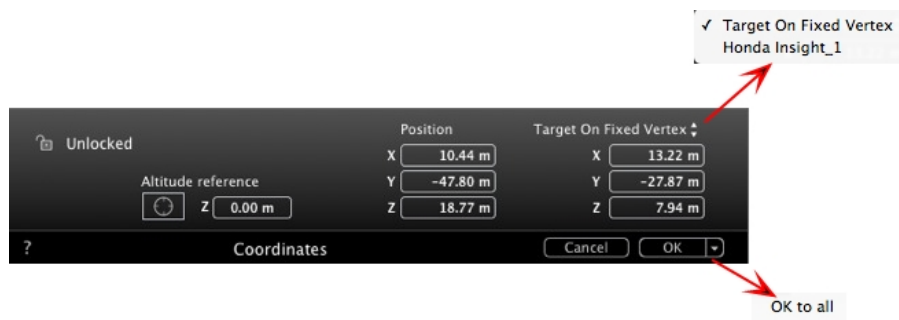 ✓ Target On Fixed Vertex
Honda Insight_1
Unlocked
Position
Target On Fixed Vertex
X 10.44 m
X 13.22 m
Altitude reference
Y -47.80 m
Y -27.87 m
Z 0.00 m
Z 18.77 m
Z 7.94 m
?
Coordinates
Cancel
OK
OK to all